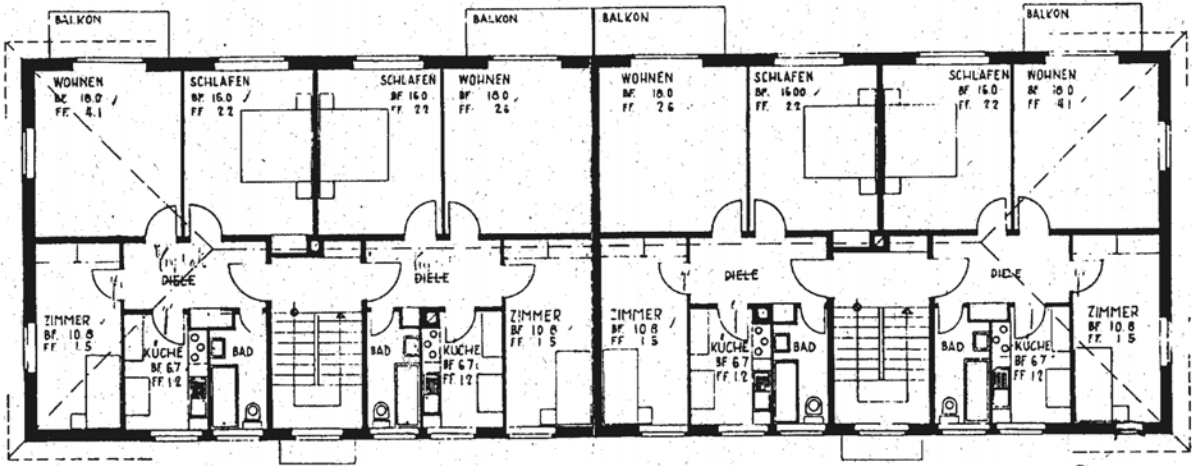 BALKON
BALKON
BALKON
BALKON
WOHNEN
BF. 18.0
FF. 4.1
SCHLAFEN
BF 16.0
FF 2.2
SCHLAFEN
BF 16.0
FF 2.2
WOHNEN
BF 18.0
FF 2.6
WOHNEN
BF. 18.0
FF 2.6
SCHLAFEN
BF. 16.00
FF 2.2
SCHLAFEN
BF 16.0
FF 2.2
WOHNEN
BF 18.0
FF 4.1
DIELE
DIELE
DIELE
DIELE
ZIMMER
BF. 10.8
FF 1.5
KÜCHE
BF 6.7
FF. 1.2
BAD
BAD
KÜCHE
BF 6.7
FF 1.2
ZIMMER
BF 10.8
FF 1.5
ZIMMER
BF 10.8
FF 1.5
KÜCHE
BF 6.7
FF 1.2
BAD
BAD
KÜCHE
BF 6.7
FF 1.2
ZIMMER
BF 10.8
FF 1.5